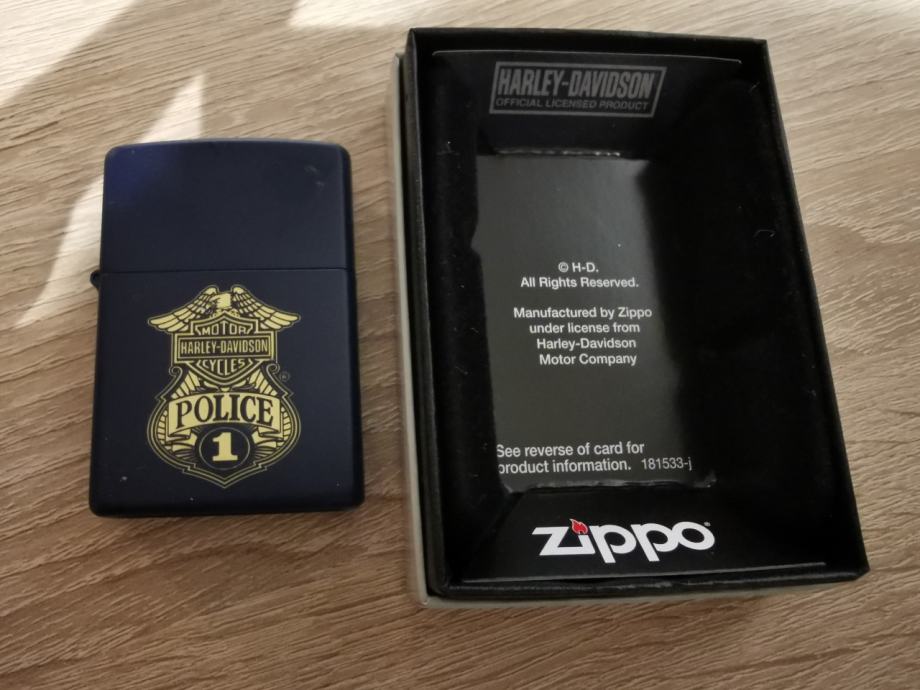 MOTOR
HARLEY-DAVIDSON
CYCLES
®
POLICE
1
HARLEY-DAVIDSON
OFFICIAL LICENSED PRODUCT
© H-D.
All Rights Reserved.
Manufactured by Zippo
under license from
Harley-Davidson
Motor Company
See reverse of card for
product information. 181533-j
zippo®